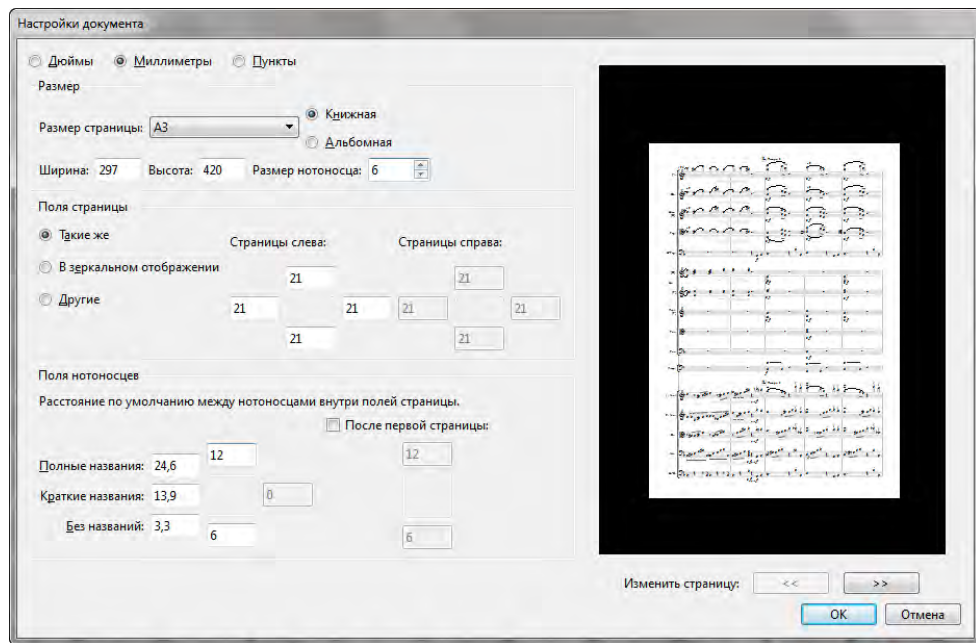 Настройки документа
Дюймы Миллиметры Пункты
Размер
Размер страницы: A3
Книжная
Альбомная
Ширина: 297 Высота: 420 Размер нотоносца: 6
Поля страницы
Такие же
Страницы слева: Страницы справа:
В зеркальном отображении
21 21
Другие
21 21 21 21
21 21
Поля нотоносцев
Расстояние по умолчанию между нотоносцами внутри полей страницы.
После первой страницы:
12 12
Полные названия: 24,6
Краткие названия: 13,9 0
Без названий: 3,3
6 6
Изменить страницу: << >>
OK Отмена